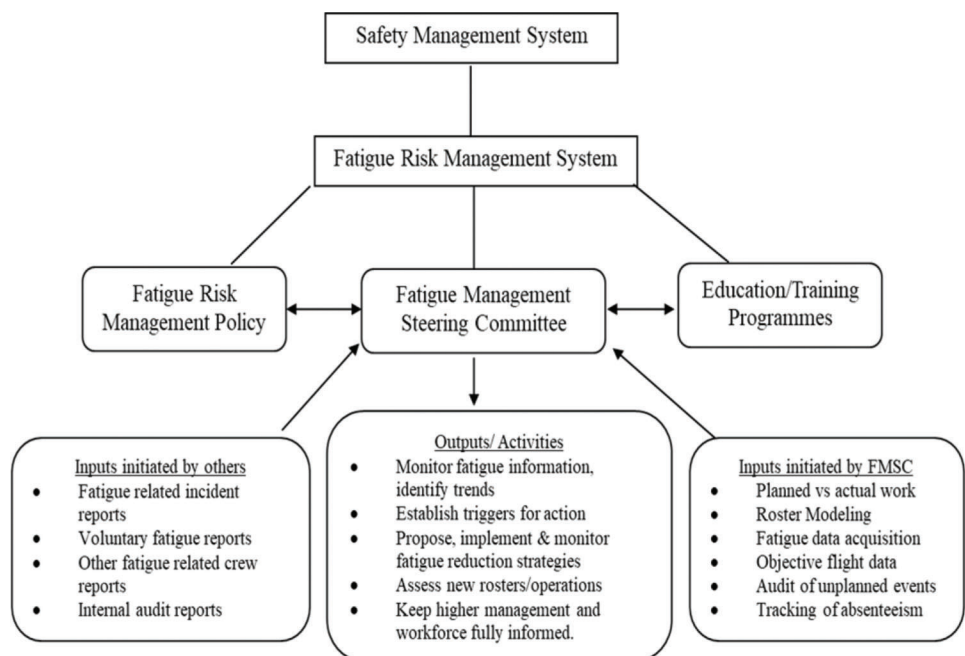 Safety Management System
Fatigue Risk Management System
Fatigue Risk
Management Policy
Fatigue Management
Steering Committee
Education/Training
Programmes
Inputs initiated by others
• Fatigue related incident
reports
• Voluntary fatigue reports
• Other fatigue related crew
reports
• Internal audit reports
Outputs/ Activities
• Monitor fatigue information,
identify trends
• Establish triggers for action
• Propose, implement & monitor
fatigue reduction strategies
• Assess new rosters/operations
• Keep higher management and
workforce fully informed.
Inputs initiated by FMSC
• Planned vs actual work
• Roster Modeling
• Fatigue data acquisition
• Objective flight data
• Audit of unplanned events
• Tracking of absenteeism